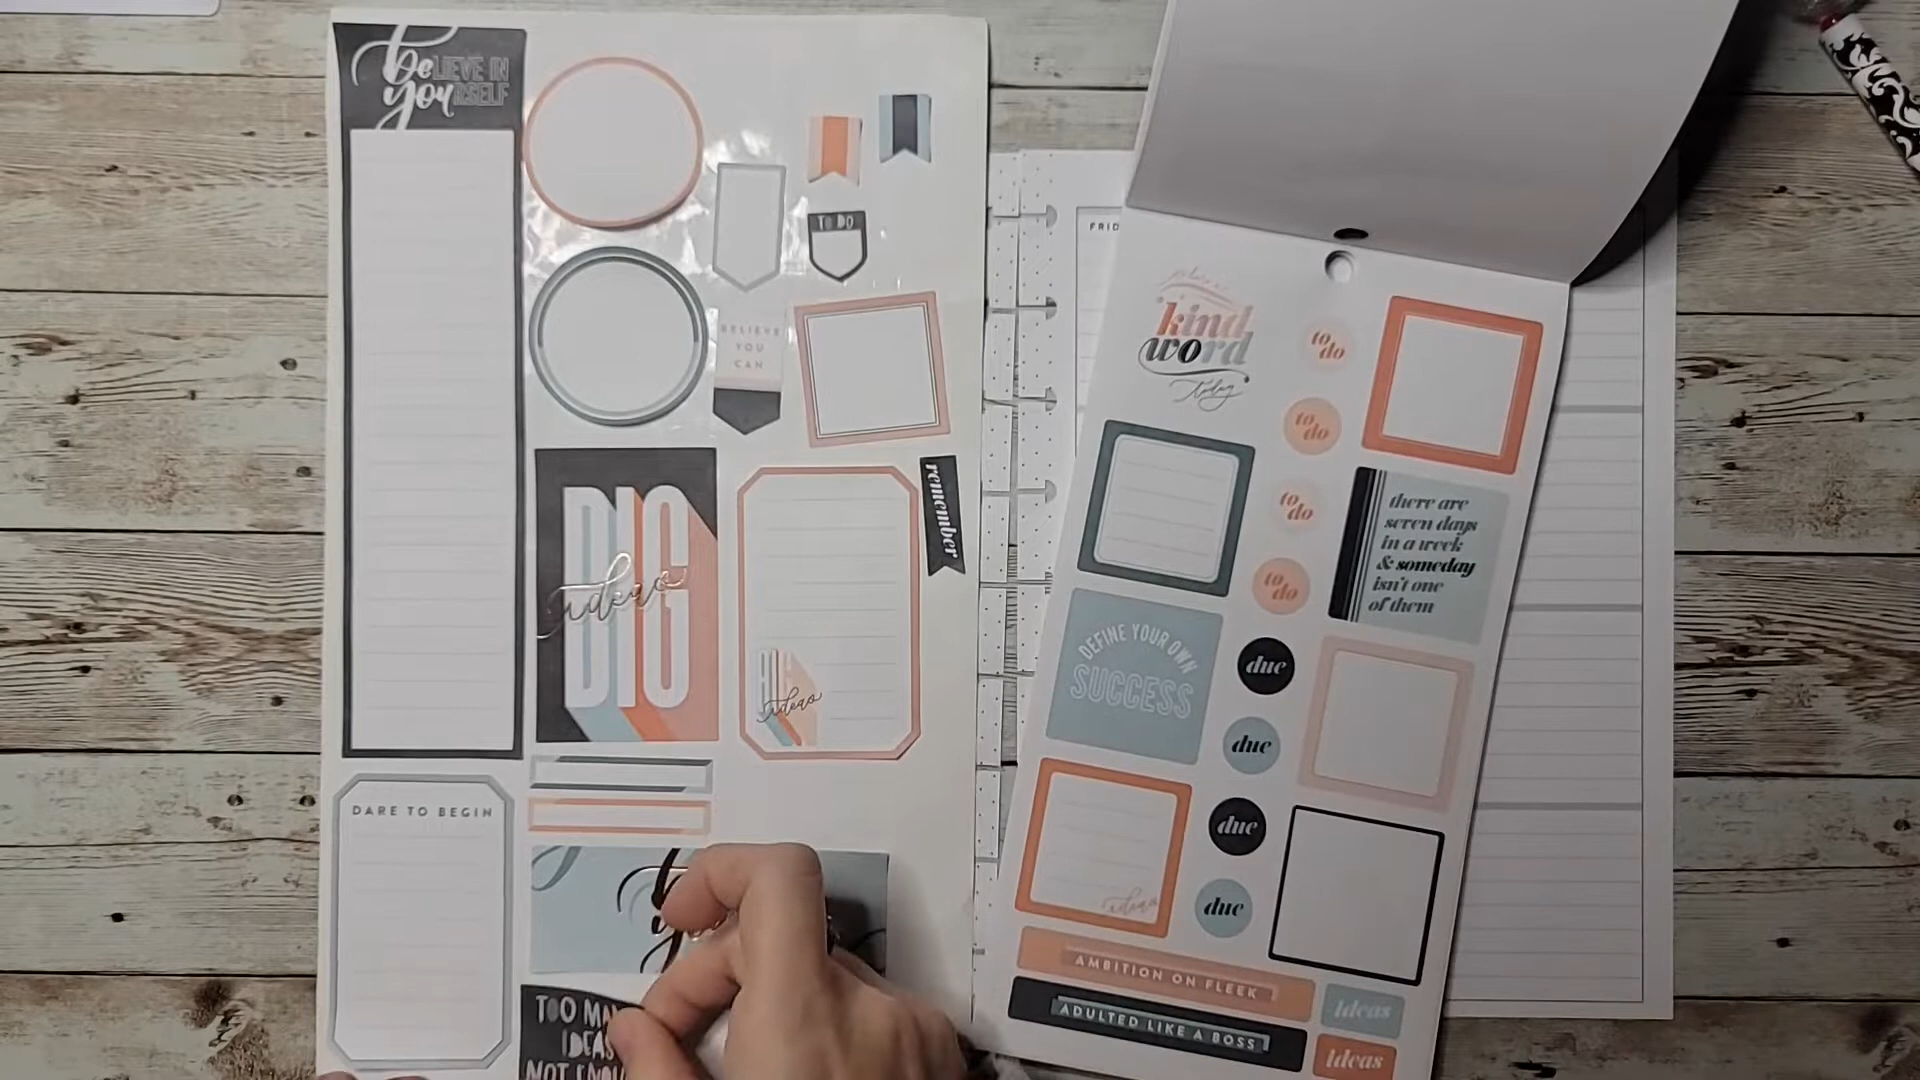 beLIEVE IN
youRSELF
TO DO
BELIEVE
YOU
CAN
BIG
ideas
remember
BIG
ideas
DARE TO BEGIN
TOO MA
IDEAS
NOT ENOU
FRID
kind
word
today
to
do
to
do
to
do
to
do
there are
seven days
in a week
& someday
isn't one
of them
DEFINE YOUR OWN
SUCCESS
due
due
due
due
ideas
AMBITION ON FLEEK
ADULTED LIKE A BOSS
Ideas
Ideas